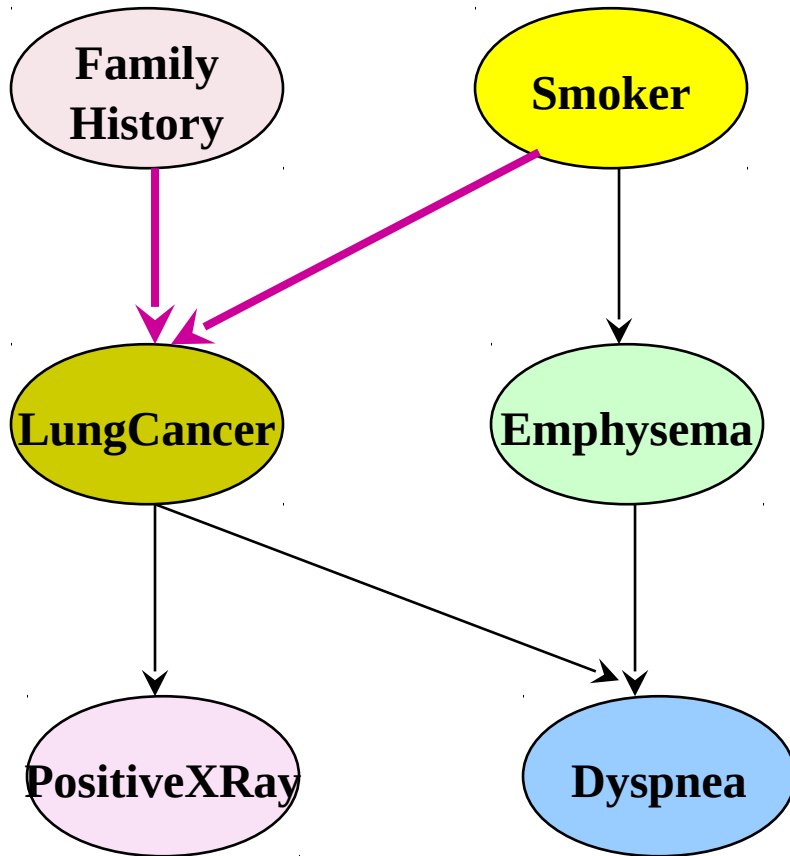 Family
History
Smoker
LungCancer
Emphysema
PositiveXRay
Dyspnea